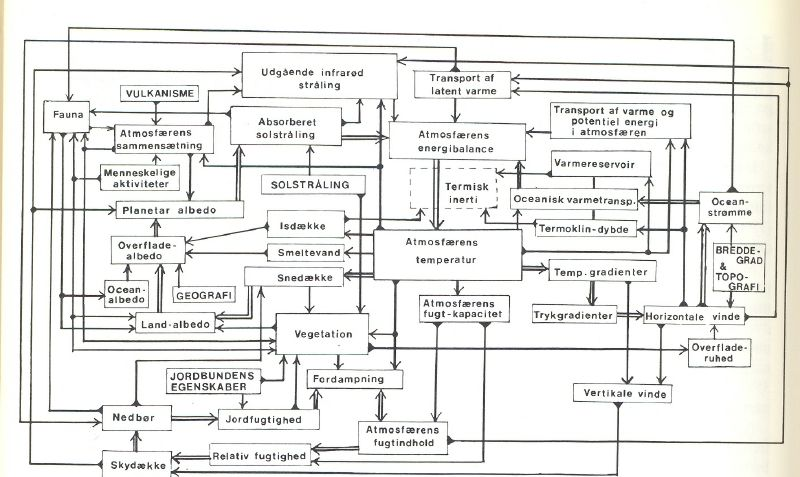 Udgående infrarød
stråling
Transport af
latent varme
VULKANISME
Fauna
Absorberet
solstråling
Transport af varme og
potentiel energi
i atmosfæren
Atmosfærens
sammensætning
Atmosfærens
energibalance
Menneskelige
aktiviteter
Varmereservoir
SOLSTRÅLING
Termisk
inerti
Oceanisk varmetransp.
Ocean-
strømme
Planetar albedo
Isdække
Termoklin-dybde
Overflade-
albedo
Atmosfærens
temperatur
Smeltevand
BREDDE-
GRAD
&
TOPO-
GRAFI
Snedække
Temp.gradienter
Ocean-
albedo
GEOGRAFI
Atmosfærens
fugt-kapacitet
Land-albedo
Vegetation
Trykgradienter
Horizontale vinde
Overflade-
ruhed
JORDBUNDENS
EGENSKABER
Fordampning
Vertikale vinde
Nedbør
Jordfugtighed
Atmosfærens
fugtindhold
Skydække
Relativ fugtighed